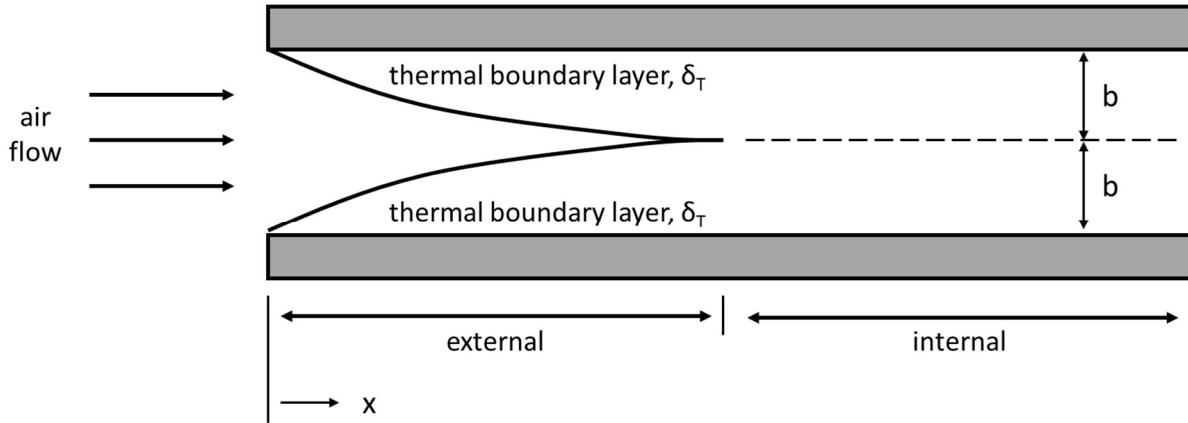 thermal boundary layer, δT
air
flow
b
b
thermal boundary layer, δT
external
internal
x